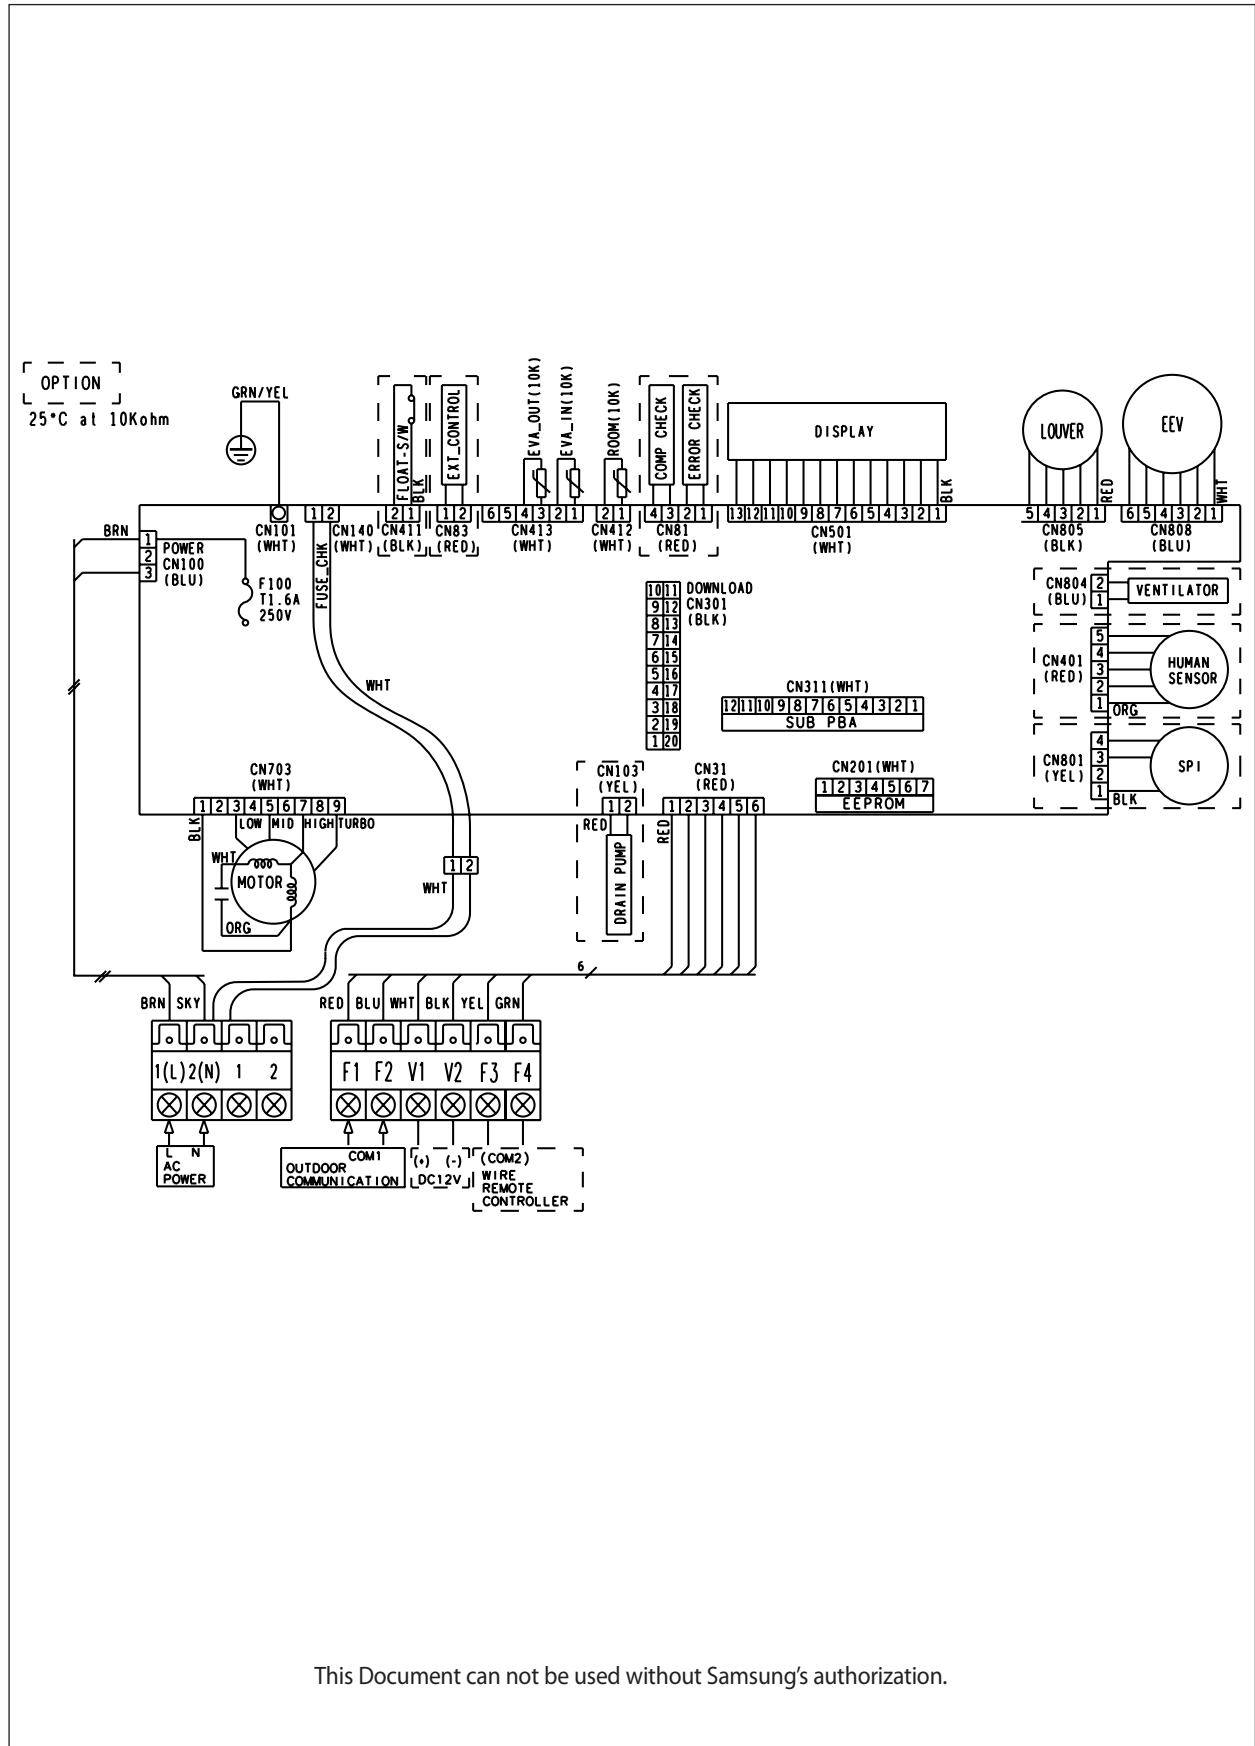 OPTION
25°C at 10Kohm
GRN/YEL
FLOAT-S/W
BLK
EXT_CONTROL
EVA_OUT(10K)
EVA_IN(10K)
ROOM(10K)
COMP CHECK
ERROR CHECK
DISPLAY
BLK
LOUVER
RED
EEV
WHT
1 2
2 1
1 2
6 5 4 3 2 1
2 1
4 3 2 1
13 12 11 10 9 8 7 6 5 4 3 2 1
5 4 3 2 1
6 5 4 3 2 1
CN101
(WHT)
CN140
(WHT)
CN411
(BLK)
CN83
(RED)
CN413
(WHT)
CN412
(WHT)
CN81
(RED)
CN501
(WHT)
CN805
(BLK)
CN808
(BLU)
BRN
1
2
3
POWER
CN100
(BLU)
F100
T1.6A
250V
FUSE_CHK
WHT
10 11
9 12
8 13
7 14
6 15
5 16
4 17
3 18
2 19
1 20
DOWNLOAD
CN301
(BLK)
CN804
(BLU)
2
1
VENTILATOR
CN401
(RED)
5
4
3
2
1
ORG
HUMAN
SENSOR
CN311(WHT)
12 11 10 9 8 7 6 5 4 3 2 1
SUB PBA
CN801
(YEL)
4
3
2
1
BLK
SPI
CN703
(WHT)
1 2 3 4 5 6 7 8 9
BLK
LOW MID HIGH TURBO
WHT
MOTOR
ORG
1 2
WHT
CN103
(YEL)
1 2
RED
DRAIN PUMP
CN31
(RED)
1 2 3 4 5 6
RED
CN201(WHT)
1 2 3 4 5 6 7
EEPROM
6
BRN SKY
RED BLU WHT BLK YEL GRN
1(L) 2(N) 1 2
F1 F2 V1 V2 F3 F4
L N
AC
POWER
COM1
OUTDOOR
COMMUNICATION
(+) (-)
DC12V
(COM2)
WIRE
REMOTE
CONTROLLER
This Document can not be used without Samsung's authorization.